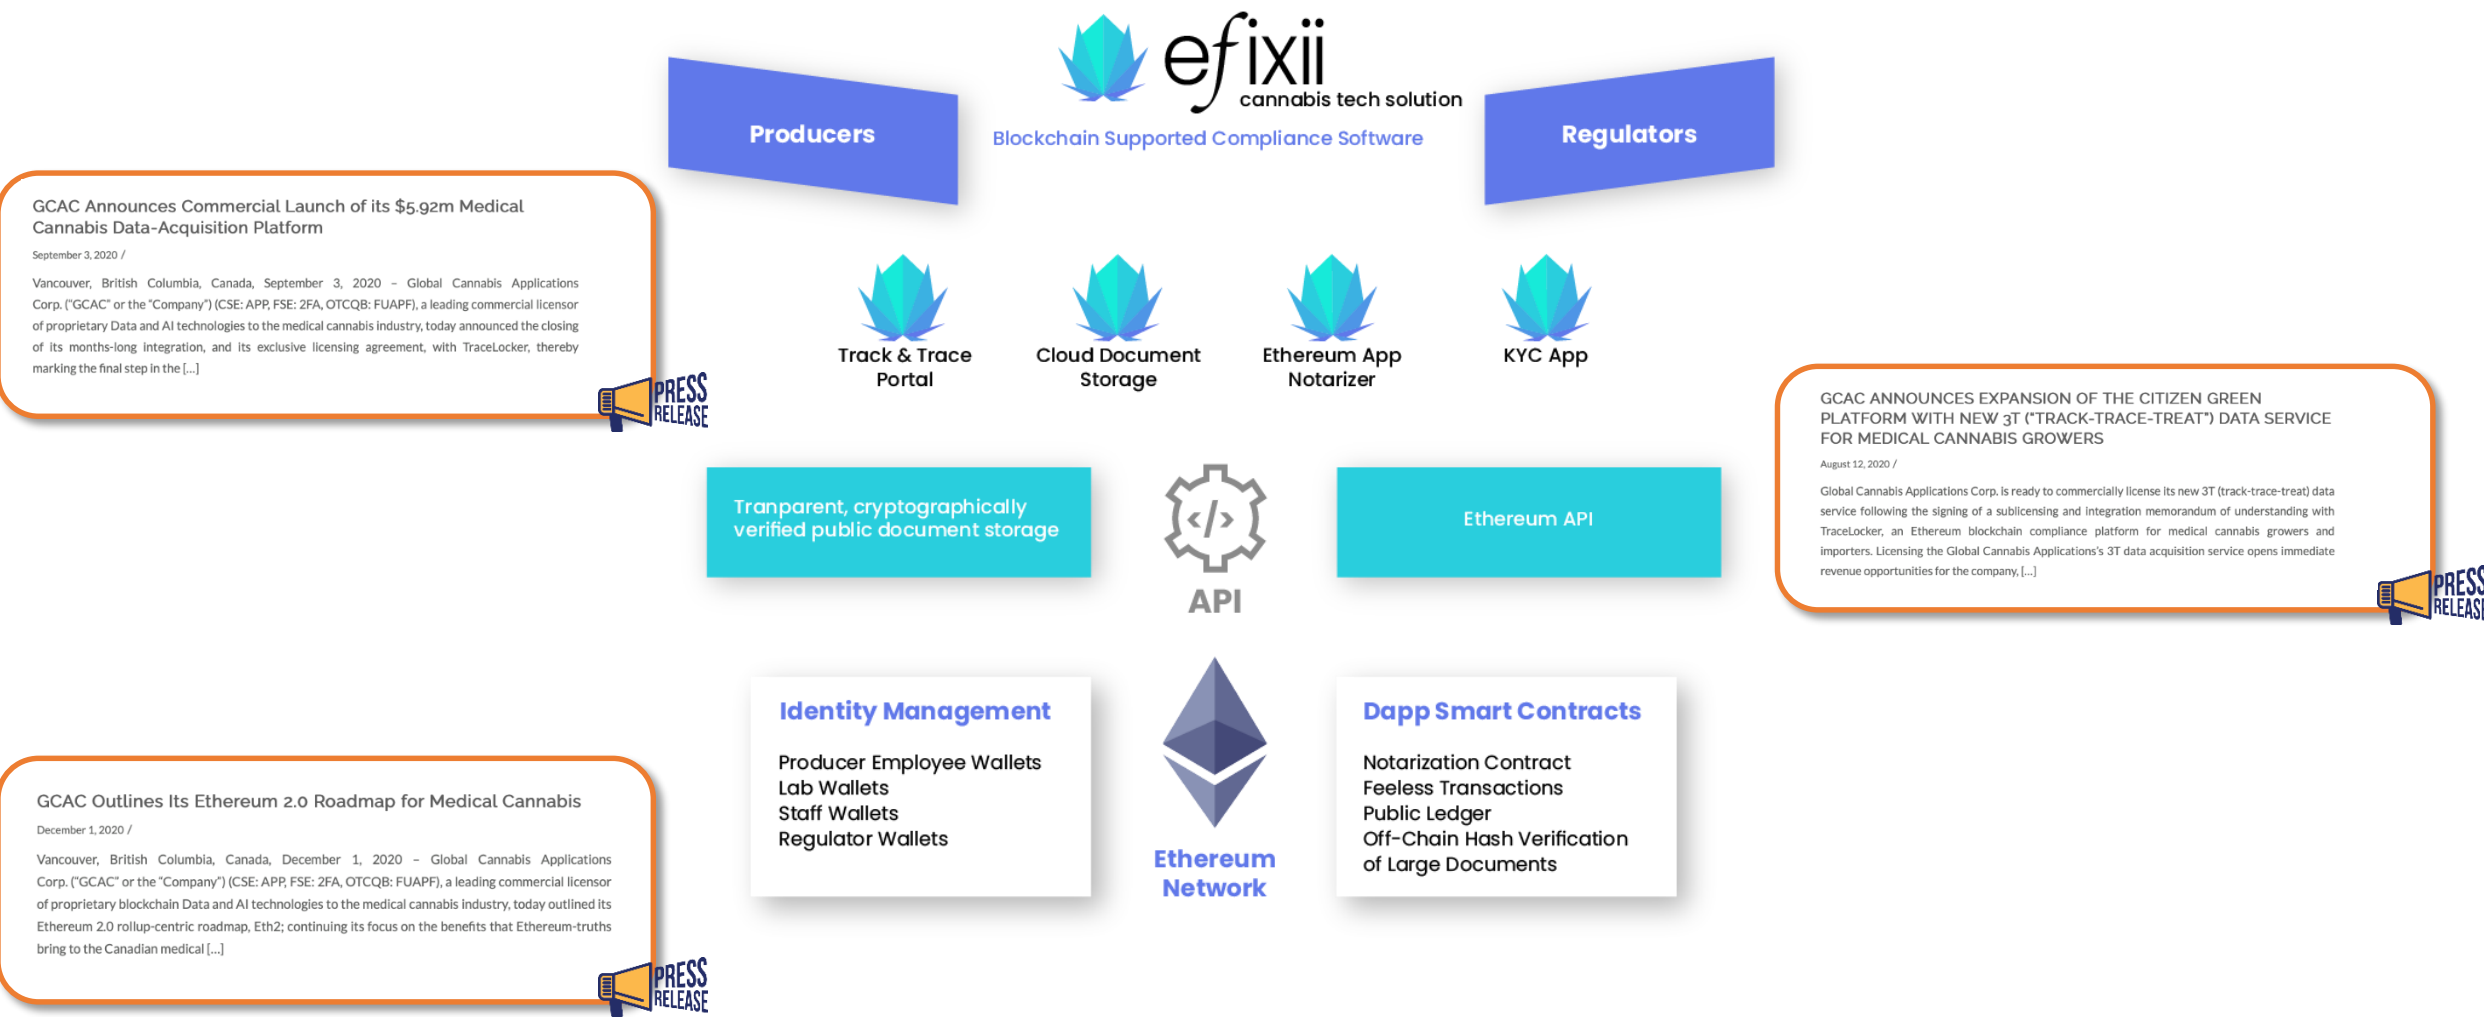 efixii
cannabis tech solution
Blockchain Supported Compliance Software
Producers
Regulators
GCAC Announces Commercial Launch of its $5.92m Medical
Cannabis Data-Acquisition Platform
September 3, 2020 /
Vancouver, British Columbia, Canada, September 3, 2020 – Global Cannabis Applications
Corp. ("GCAC" or the "Company") (CSE: APP, FSE: 2FA, OTCQB: FUAPF), a leading commercial licensor
of proprietary Data and AI technologies to the medical cannabis industry, today announced the closing
of its months-long integration, and its exclusive licensing agreement, with TraceLocker, thereby
marking the final step in the [...]
PRESS
RELEASE
Track & Trace
Portal
Cloud Document
Storage
Ethereum App
Notarizer
KYC App
GCAC ANNOUNCES EXPANSION OF THE CITIZEN GREEN
PLATFORM WITH NEW 3T ("TRACK-TRACE-TREAT") DATA SERVICE
FOR MEDICAL CANNABIS GROWERS
August 12, 2020 /
Global Cannabis Applications Corp. is ready to commercially license its new 3T (track-trace-treat) data
service following the signing of a sublicensing and integration memorandum of understanding with
TraceLocker, an Ethereum blockchain compliance platform for medical cannabis growers and
importers. Licensing the Global Cannabis Applications's 3T data acquisition service opens immediate
revenue opportunities for the company, [...]
PRESS
RELEASE
Tranparent, cryptographically
verified public document storage
</>
API
Ethereum API
Identity Management
Producer Employee Wallets
Lab Wallets
Staff Wallets
Regulator Wallets
Ethereum
Network
Dapp Smart Contracts
Notarization Contract
Feeless Transactions
Public Ledger
Off-Chain Hash Verification
of Large Documents
GCAC Outlines Its Ethereum 2.0 Roadmap for Medical Cannabis
December 1, 2020 /
Vancouver, British Columbia, Canada, December 1, 2020 – Global Cannabis Applications
Corp. ("GCAC" or the "Company") (CSE: APP, FSE: 2FA, OTCQB: FUAPF), a leading commercial licensor
of proprietary blockchain Data and AI technologies to the medical cannabis industry, today outlined its
Ethereum 2.0 rollup-centric roadmap, Eth2; continuing its focus on the benefits that Ethereum-truths
bring to the Canadian medical [...]
PRESS
RELEASE